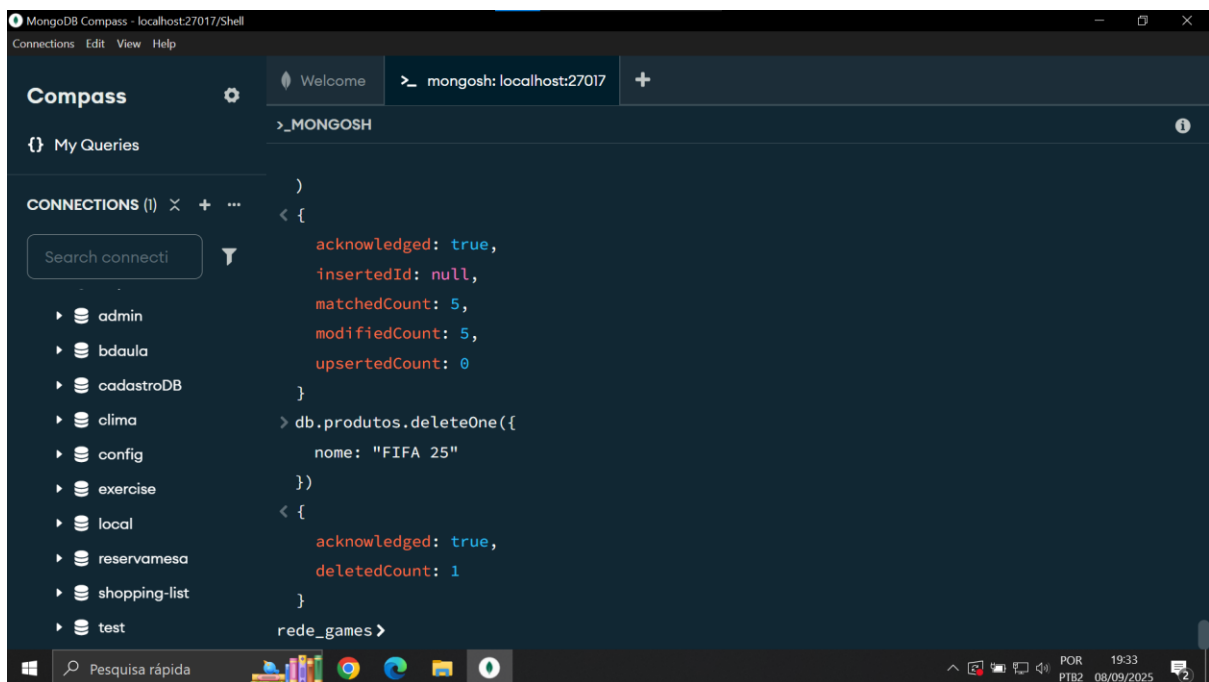 MongoDB Compass - localhost:27017/Shell
Connections Edit View Help
Compass
{} My Queries
CONNECTIONS (1)
Search connecti
admin
bdaula
cadastroDB
clima
config
exercise
local
reservamesa
shopping-list
test
Welcome
>_ mongosh: localhost:27017
>_MONGOSH
)
< {
acknowledged: true,
insertedId: null,
matchedCount: 5,
modifiedCount: 5,
upsertedCount: 0
}
> db.produtos.deleteOne({
nome: "FIFA 25"
})
< {
acknowledged: true,
deletedCount: 1
}
rede_games>
Pesquisa rápida
POR
PTB2
19:33
08/09/2025
2